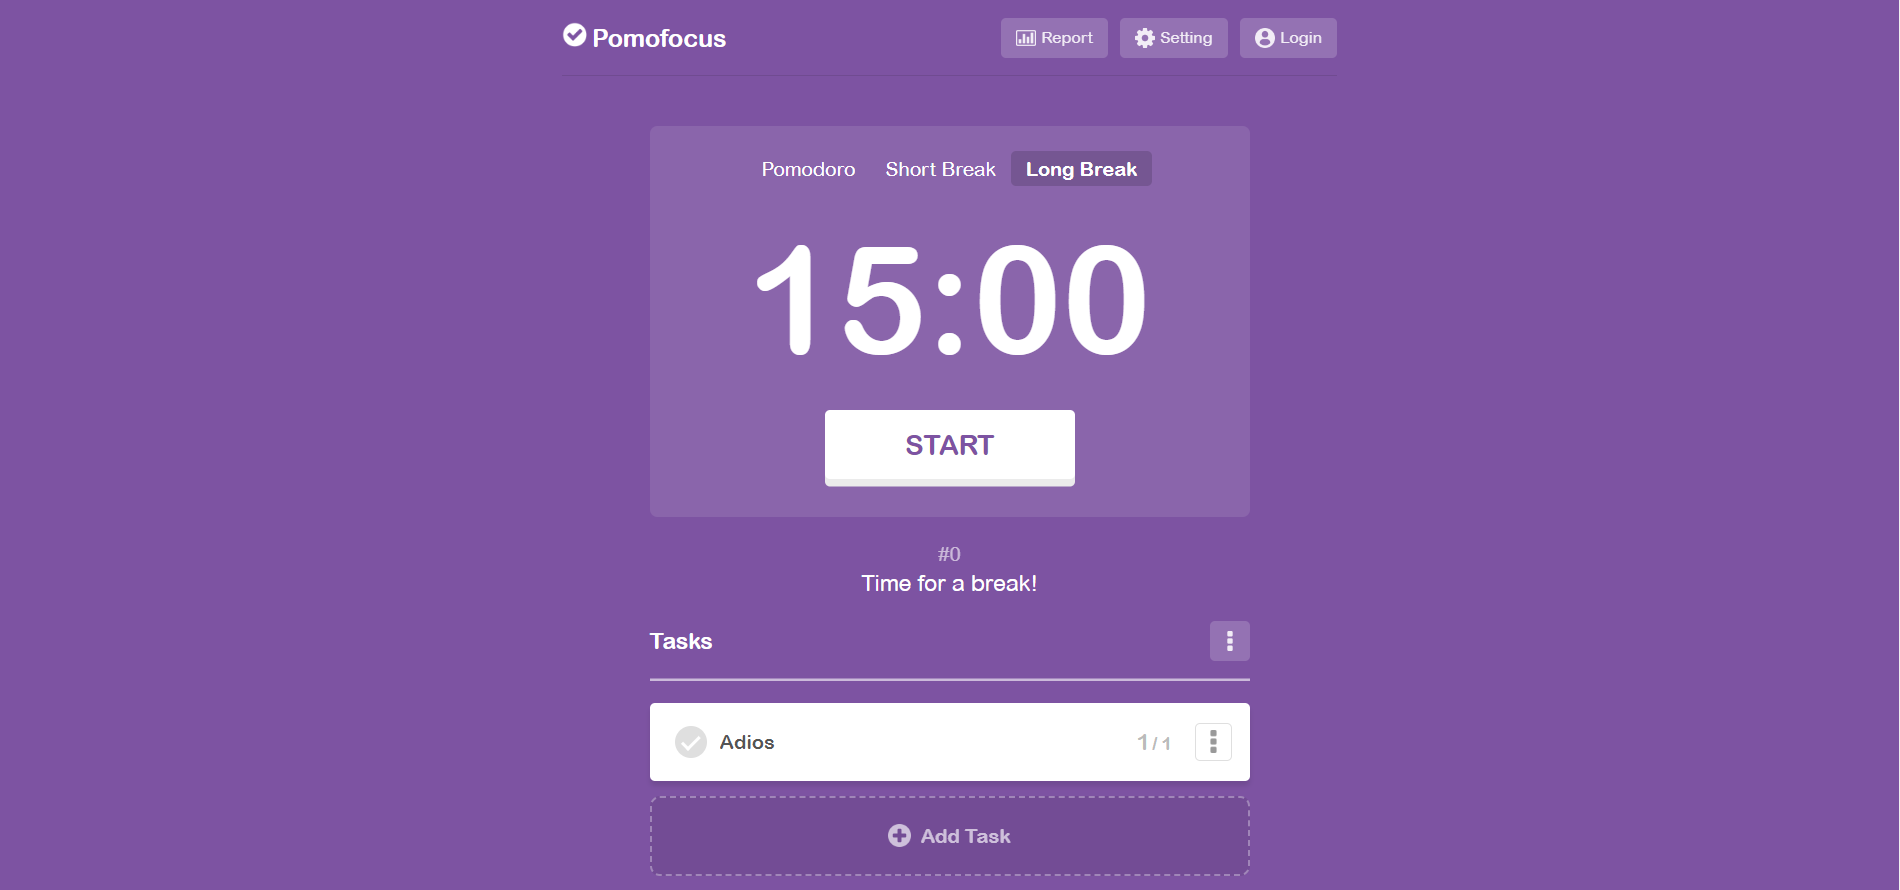 Pomofocus
Report
Setting
Login
Pomodoro
Short Break
Long Break
15:00
START
#0
Time for a break!
Tasks
Adios
1 / 1
Add Task